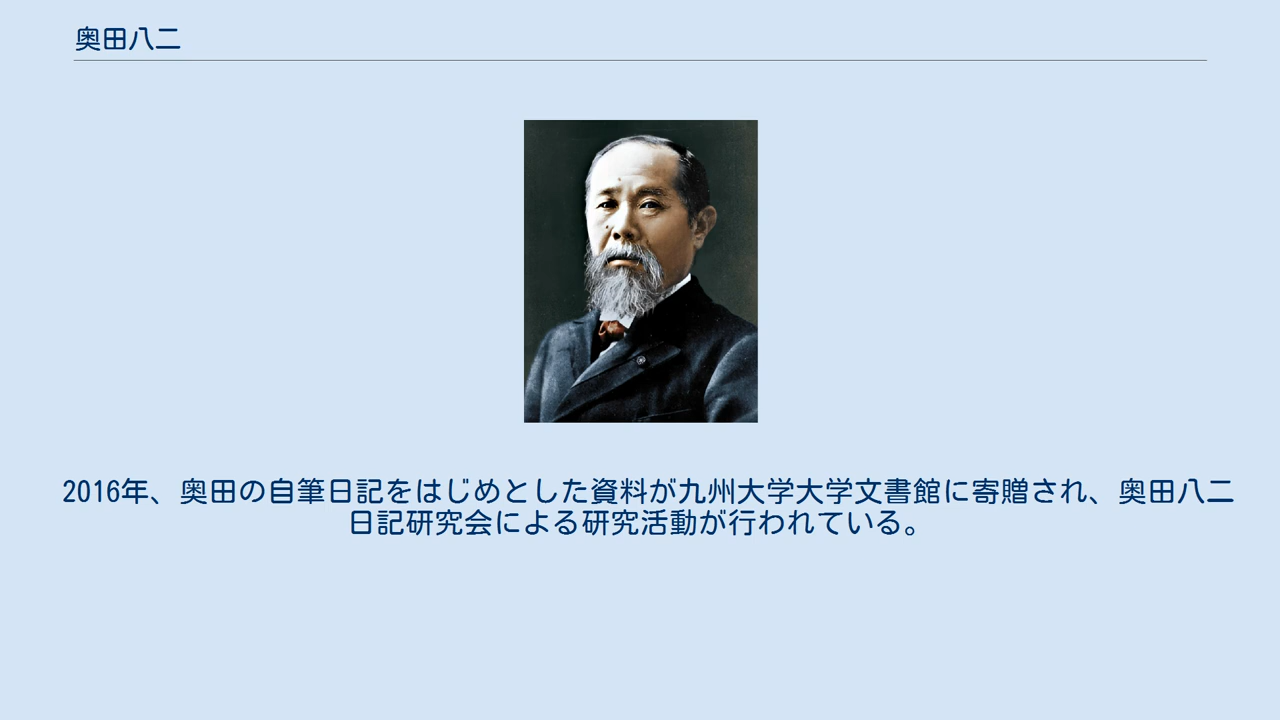 奥田八二
2016年、奥田の自筆日記をはじめとした資料が九州大学大学文書館に寄贈され、奥田八二
日記研究会による研究活動が行われている。